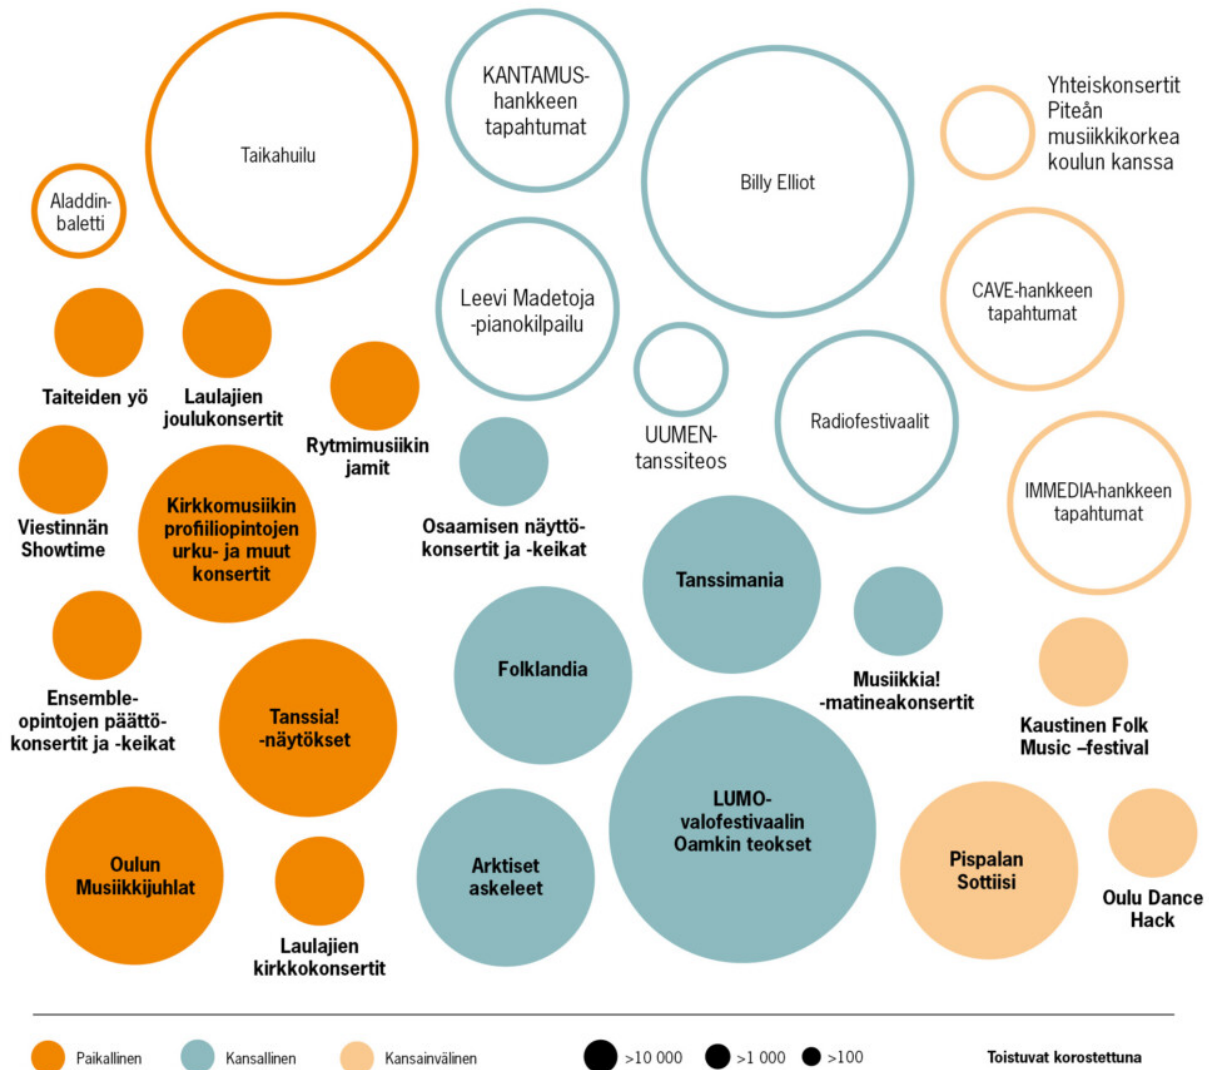 Taikahuilu
Aladdin-
baletti
Taiteiden yö
Laulajien
joulukonsertit
Rytmimusiikin
jamit
Viestinnän
Showtime
Kirkkomusiikin
profiiliopintojen
urku- ja muut
konsertit
Ensemble-
opintojen päättö-
konsertit ja -keikat
Tanssia!
-näytökset
Oulun
Musiikkijuhlat
Laulajien
kirkkokonsertit
KANTAMUS-
hankkeen
tapahtumat
Billy Elliot
Leevi Madetoja
-pianokilpailu
UUMEN-
tanssiteos
Radiofestivaalit
Osaamisen näyttö-
konsertit ja -keikat
Tanssimania
Folklandia
Musiikkia!
-matineakonsertit
LUMO-
valofestivaalin
Oamkin teokset
Arktiset
askeleet
Yhteiskonsertit
Piteån
musiikkikorkea
koulun kanssa
CAVE-hankkeen
tapahtumat
IMMEDIA-hankkeen
tapahtumat
Kaustinen Folk
Music –festival
Pispalan
Sottiisi
Oulu Dance
Hack
Paikallinen
Kansallinen
Kansainvälinen
>10 000
>1 000
>100
Toistuvat korostettuna